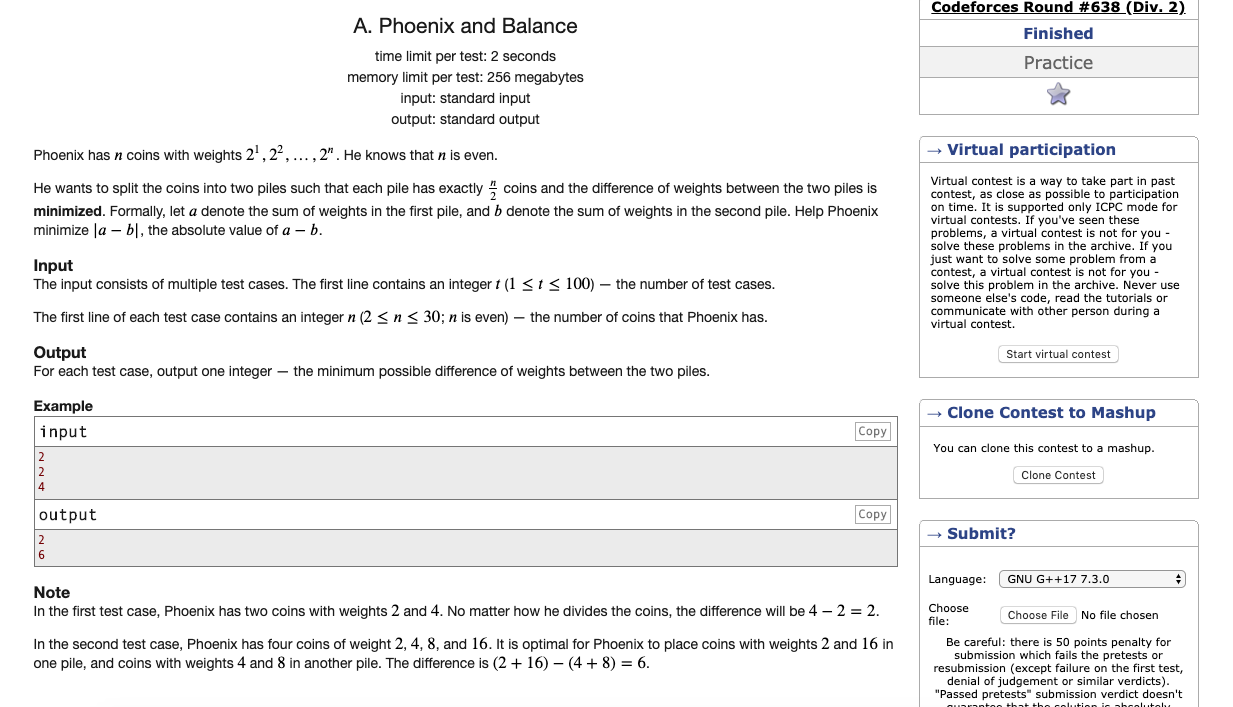 A. Phoenix and Balance
time limit per test: 2 seconds
memory limit per test: 256 megabytes
input: standard input
output: standard output
Phoenix has n coins with weights 2^1, 2^2, …, 2^n. He knows that n is even.
He wants to split the coins into two piles such that each pile has exactly n/2 coins and the difference of weights between the two piles is
minimized. Formally, let a denote the sum of weights in the first pile, and b denote the sum of weights in the second pile. Help Phoenix
minimize |a − b|, the absolute value of a − b.
Input
The input consists of multiple test cases. The first line contains an integer t (1 ≤ t ≤ 100) — the number of test cases.
The first line of each test case contains an integer n (2 ≤ n ≤ 30; n is even) — the number of coins that Phoenix has.
Output
For each test case, output one integer — the minimum possible difference of weights between the two piles.
Example
input
Copy
2
2
4
output
Copy
2
6
Note
In the first test case, Phoenix has two coins with weights 2 and 4. No matter how he divides the coins, the difference will be 4 − 2 = 2.
In the second test case, Phoenix has four coins of weight 2, 4, 8, and 16. It is optimal for Phoenix to place coins with weights 2 and 16 in
one pile, and coins with weights 4 and 8 in another pile. The difference is (2 + 16) − (4 + 8) = 6.
Codeforces Round #638 (Div. 2)
Finished
Practice
→ Virtual participation
Virtual contest is a way to take part in past
contest, as close as possible to participation
on time. It is supported only ICPC mode for
virtual contests. If you've seen these
problems, a virtual contest is not for you -
solve these problems in the archive. If you
just want to solve some problem from a
contest, a virtual contest is not for you -
solve this problem in the archive. Never use
someone else's code, read the tutorials or
communicate with other person during a
virtual contest.
Start virtual contest
→ Clone Contest to Mashup
You can clone this contest to a mashup.
Clone Contest
→ Submit?
Language:
GNU G++17 7.3.0
Choose
file:
Choose File No file chosen
Be careful: there is 50 points penalty for
submission which fails the pretests or
resubmission (except failure on the first test,
denial of judgement or similar verdicts).
"Passed pretests" submission verdict doesn't
guarantee that the solution is absolutely